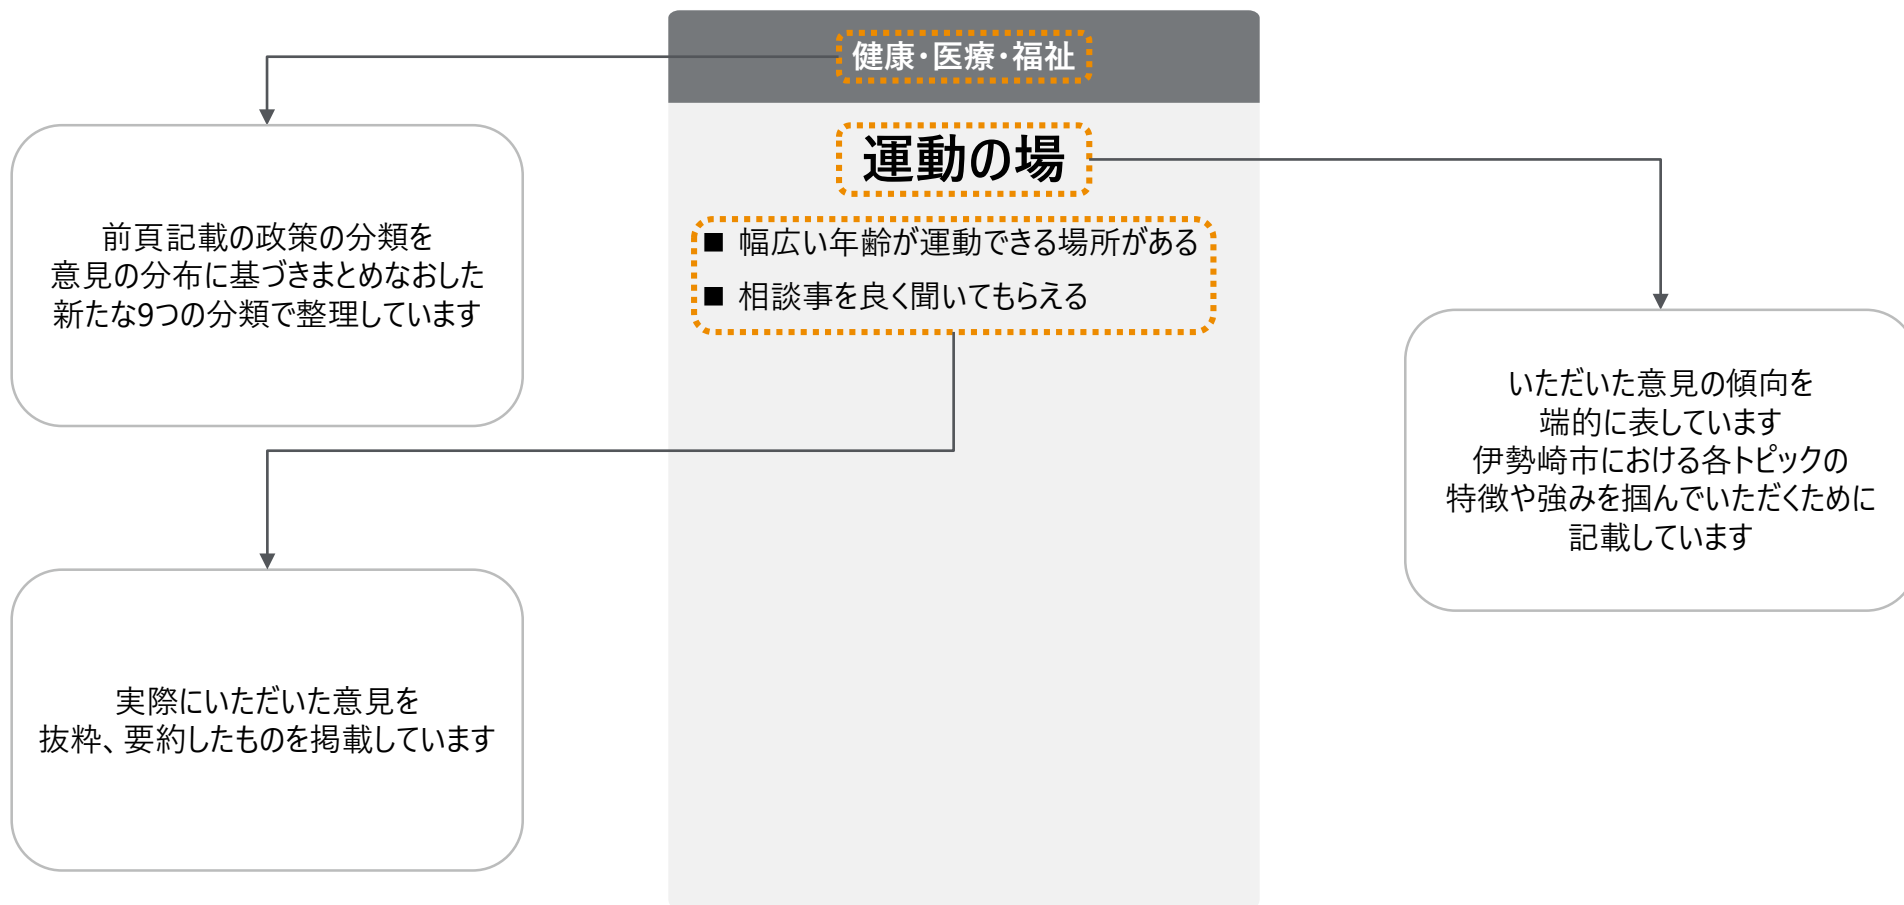 健康・医療・福祉
運動の場
■ 幅広い年齢が運動できる場所がある
■ 相談事を良く聞いてもらえる
前頁記載の政策の分類を
意見の分布に基づきまとめなおした
新たな9つの分類で整理しています
いただいた意見の傾向を
端的に表しています
伊勢崎市における各トピックの
特徴や強みを掴んでいただくために
記載しています
実際にいただいた意見を
抜粋、要約したものを掲載しています